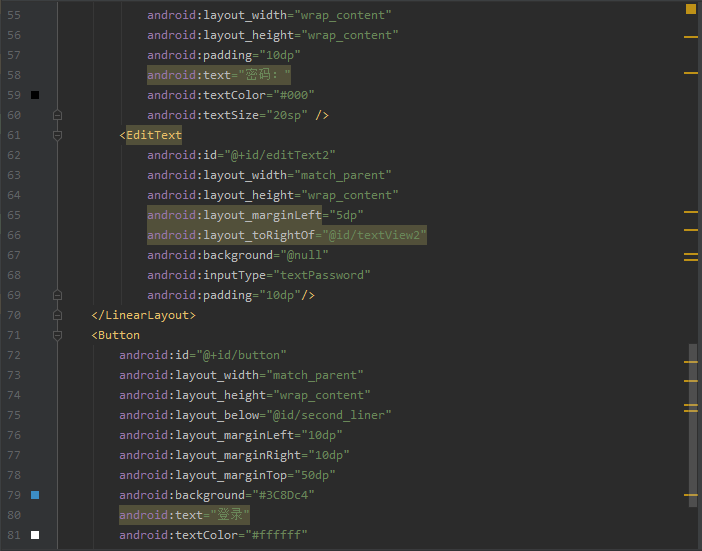 55 android:layout_width="wrap_content"
56 android:layout_height="wrap_content"
57 android:padding="10dp"
58 android:text="密码："
59 android:textColor="#000"
60 android:textSize="20sp" />
61 <EditText
62 android:id="@+id/editText2"
63 android:layout_width="match_parent"
64 android:layout_height="wrap_content"
65 android:layout_marginLeft="5dp"
66 android:layout_toRightOf="@id/textView2"
67 android:background="@null"
68 android:inputType="textPassword"
69 android:padding="10dp"/>
70 </LinearLayout>
71 <Button
72 android:id="@+id/button"
73 android:layout_width="match_parent"
74 android:layout_height="wrap_content"
75 android:layout_below="@id/second_liner"
76 android:layout_marginLeft="10dp"
77 android:layout_marginRight="10dp"
78 android:layout_marginTop="50dp"
79 android:background="#3C8Dc4"
80 android:text="登录"
81 android:textColor="#ffffff"